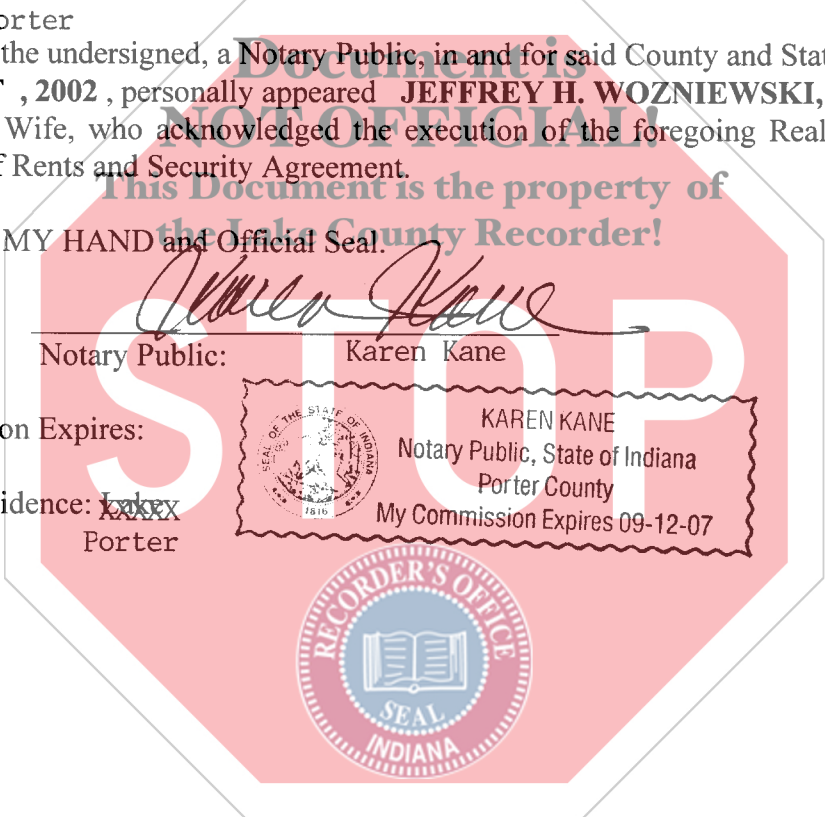 orter
the undersigned, a Notary Public, in and for said County and Stat
, 2002 , personally appeared JEFFREY H. WOZNIEWSKI,
Wife, who acknowledged the execution of the foregoing Real
f Rents and Security Agreement.
Document is
NOT OFFICIAL!
This Document is the property of
the Lake County Recorder!
MY HAND and Official Seal.
Karen Kane
Notary Public: Karen Kane
on Expires:
idence: Lake
Porter
SEAL OF THE STATE OF INDIANA
1816
KAREN KANE
Notary Public, State of Indiana
Porter County
My Commission Expires 09-12-07
STOP
RECORDER'S OFFICE
SEAL
INDIANA